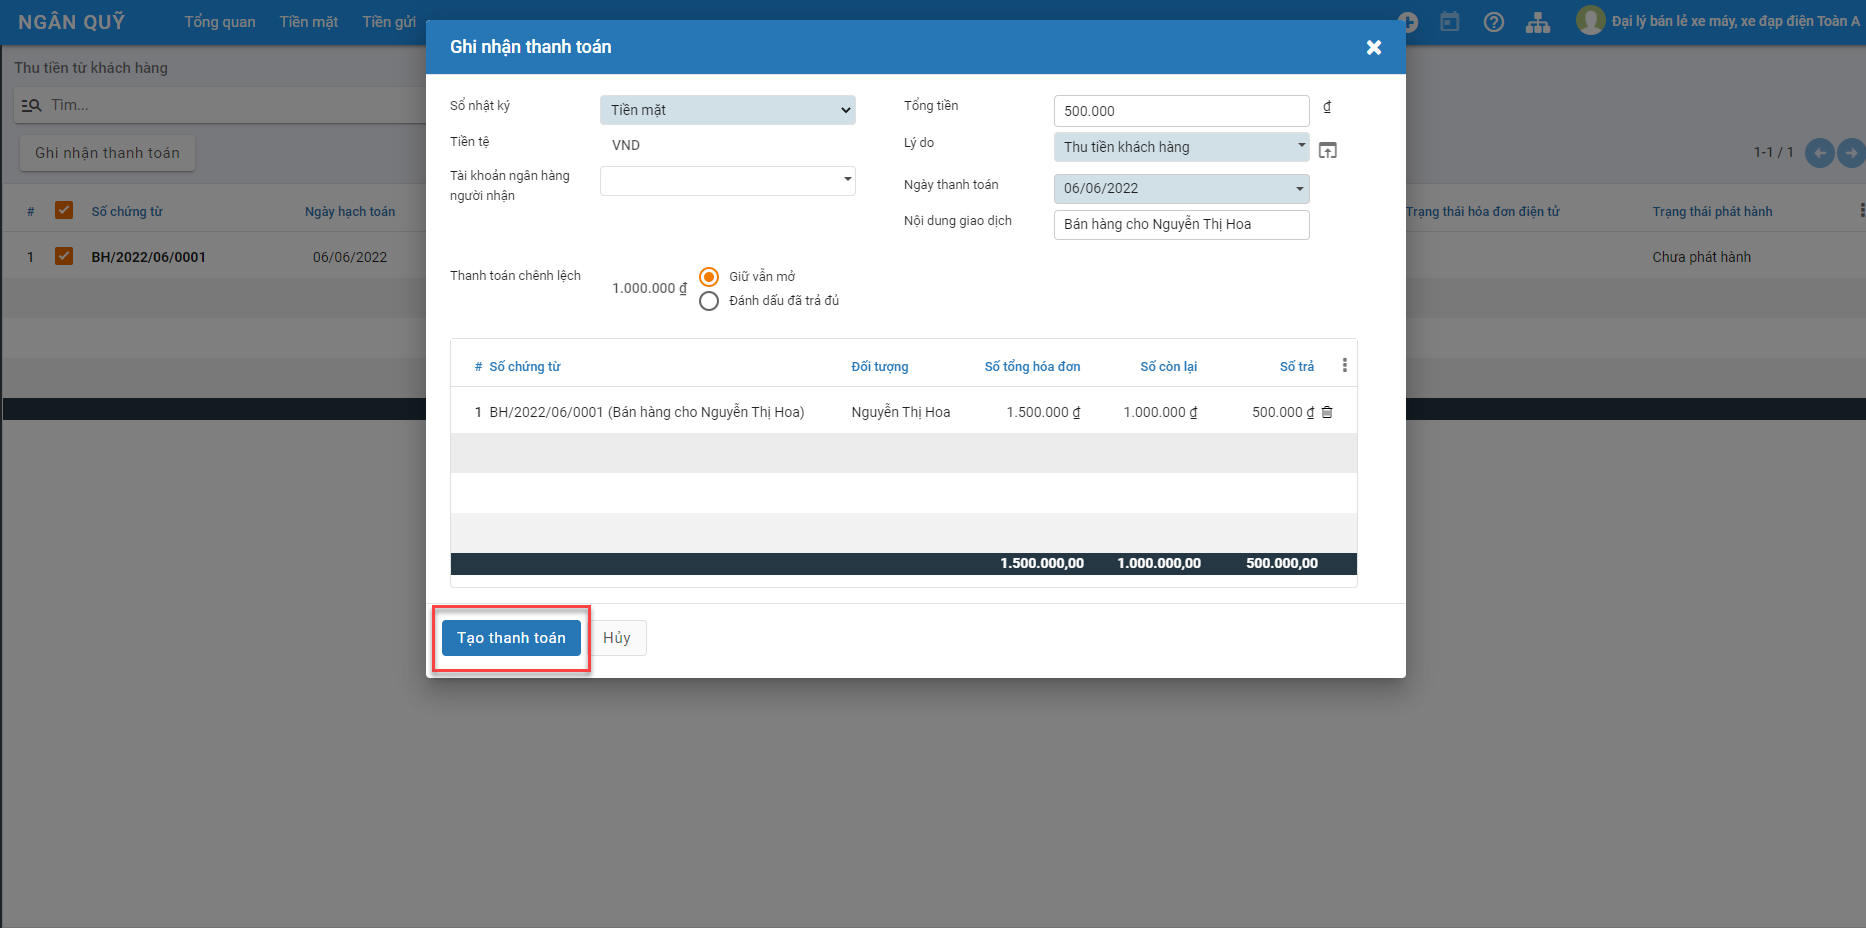 NGÂN QUỸ Tổng quan Tiền mặt Tiền gửi Đại lý bán lẻ xe máy, xe đạp điện Toàn A
Ghi nhận thanh toán
Thu tiền từ khách hàng
Tìm...
Ghi nhận thanh toán
1-1 / 1
# Số chứng từ Ngày hạch toán Trạng thái hóa đơn điện tử Trạng thái phát hành
1 BH/2022/06/0001 06/06/2022 Chưa phát hành
Sổ nhật ký Tiền mặt
Tiền tệ VND
Tài khoản ngân hàng
người nhận
Tổng tiền 500.000 ₫
Lý do Thu tiền khách hàng
Ngày thanh toán 06/06/2022
Nội dung giao dịch Bán hàng cho Nguyễn Thị Hoa
Thanh toán chênh lệch 1.000.000 ₫ Giữ vẫn mở
Đánh dấu đã trả đủ
# Số chứng từ Đối tượng Số tổng hóa đơn Số còn lại Số trả
1 BH/2022/06/0001 (Bán hàng cho Nguyễn Thị Hoa) Nguyễn Thị Hoa 1.500.000 ₫ 1.000.000 ₫ 500.000 ₫
1.500.000,00 1.000.000,00 500.000,00
Tạo thanh toán Hủy